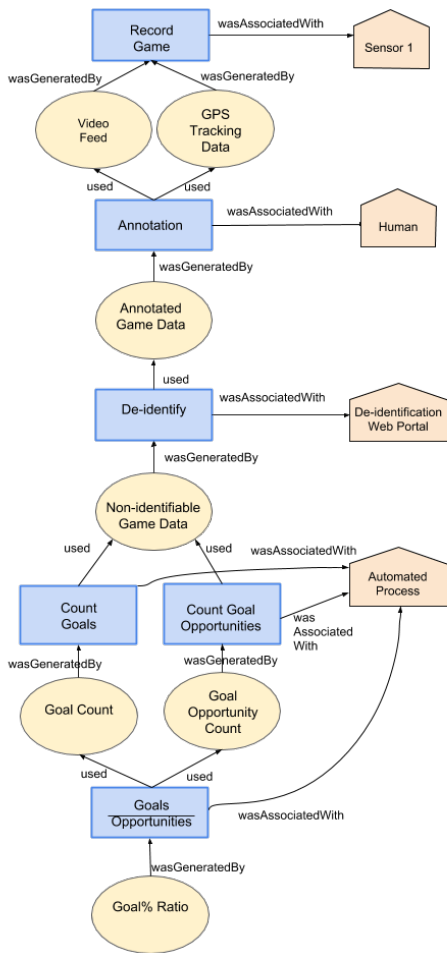 wasAssociatedWith
Record
Game
Sensor 1
wasGeneratedBy
wasGeneratedBy
Video
Feed
GPS
Tracking
Data
used
used
Annotation
wasAssociatedWith
Human
wasGeneratedBy
Annotated
Game Data
used
De-identify
wasAssociatedWith
De-identification
Web Portal
wasGeneratedBy
Non-identifiable
Game Data
used
used
wasAssociatedWith
Count
Goals
Count Goal
Opportunities
Automated
Process
was
Associated
With
wasGeneratedBy
wasGeneratedBy
Goal Count
Goal
Opportunity
Count
used
used
Goals
Opportunities
wasAssociatedWith
wasGeneratedBy
Goal% Ratio